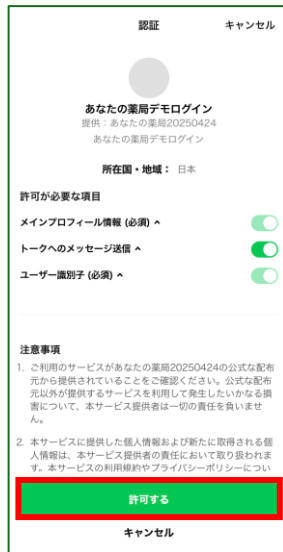 認証
キャンセル
あなたの薬局デモログイン
提供：あなたの薬局20250424
あなたの薬局デモログイン
所在国・地域： 日本
許可が必要な項目
メインプロフィール情報 (必須) ^
トークへのメッセージ送信 ^
ユーザー識別子 (必須) ^
注意事項
1. ご利用のサービスがあなたの薬局20250424の公式な配布
元から提供されていることをご確認ください。公式な配布
元以外が提供するサービスを利用して発生したいかなる損
害について、本サービス提供者は一切の責任を負いませ
ん。
2. 本サービスに提供した個人情報および新たに取得される個
人情報は、本サービス提供者の責任において取り扱われま
す。本サービスの利用規約やプライバシーポリシーについ
許可する
キャンセル